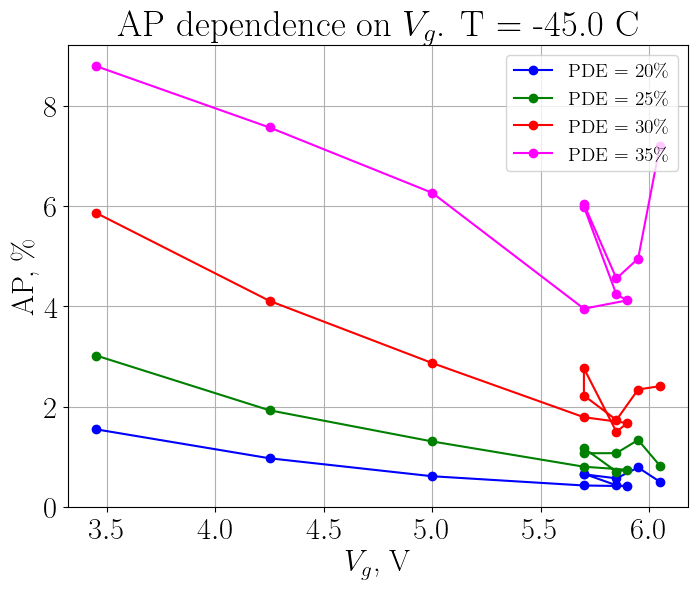 AP dependence on V_g. T = -45.0 C
PDE = 20%
PDE = 25%
PDE = 30%
PDE = 35%
8
6
4
2
0
AP, %
3.5 4.0 4.5 5.0 5.5 6.0
V_g, V